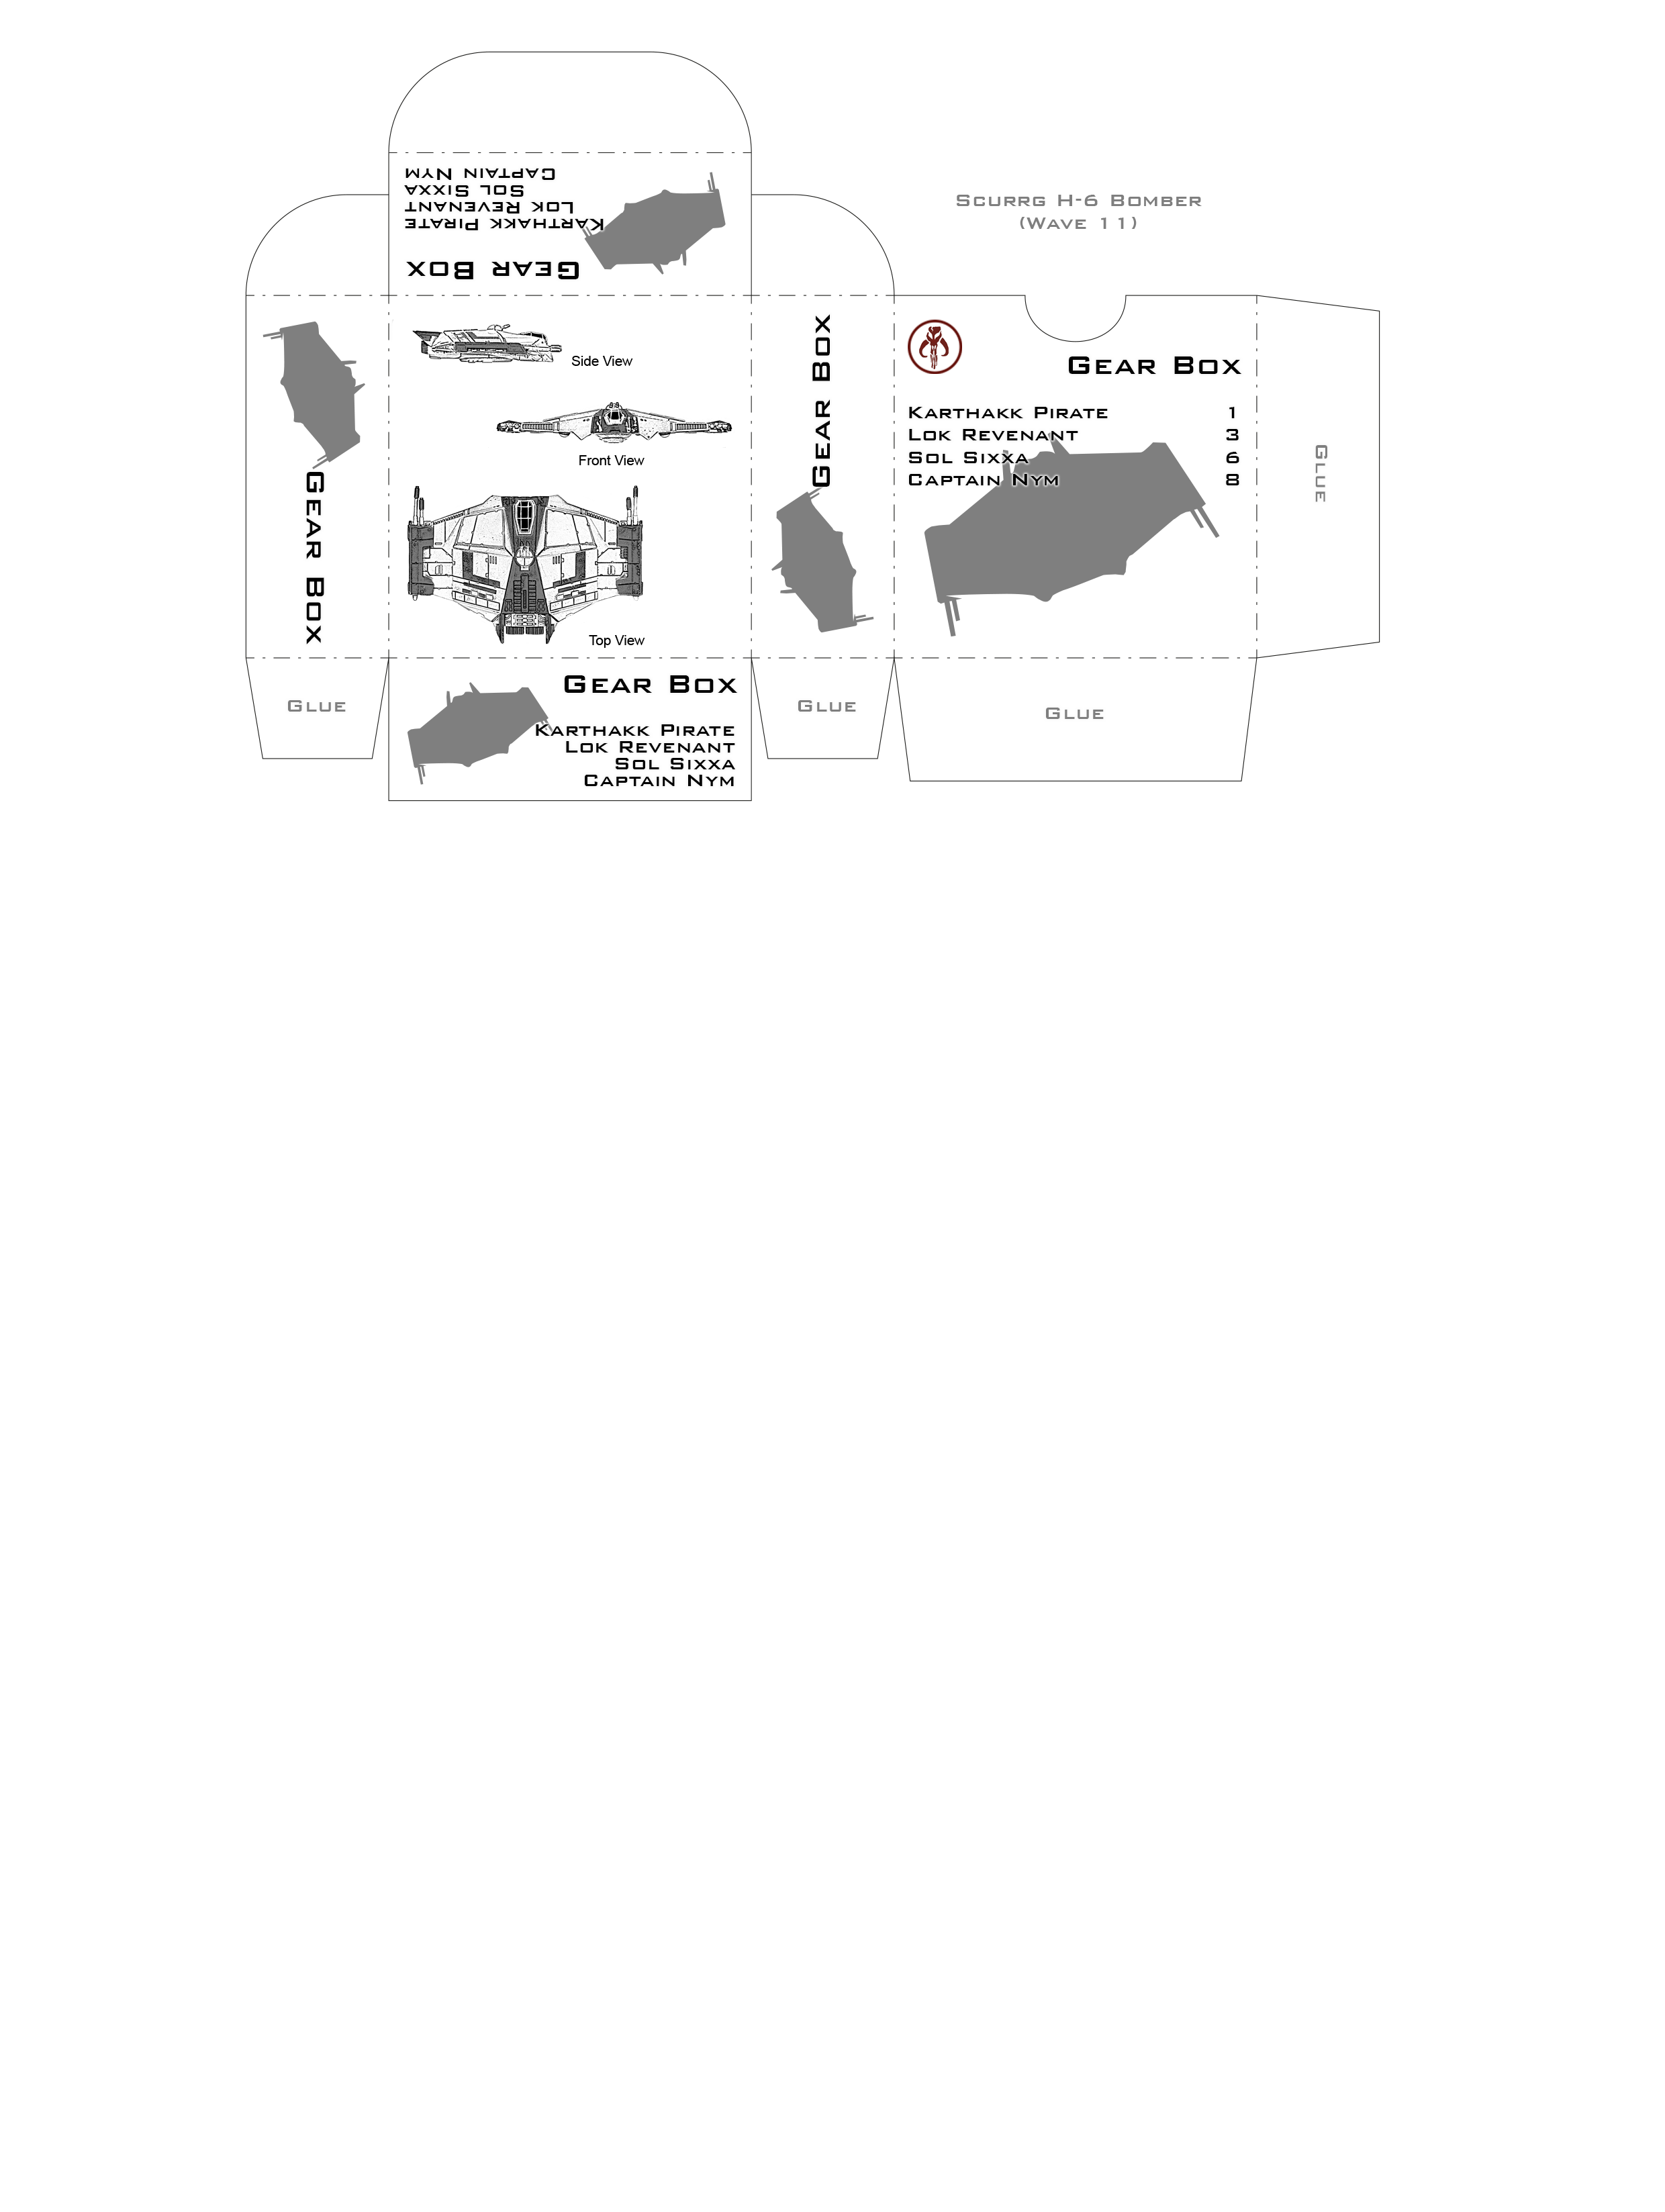 Captain Nym
Sol Sixxa
Lok Revenant
Karthakk Pirate
Gear Box
Scurrg H-6 Bomber
(Wave 11)
Gear Box
Side View
Front View
Top View
Gear Box
Gear Box
Karthakk Pirate 1
Lok Revenant 3
Sol Sixxa 6
Captain Nym 8
Glue
Glue
Gear Box
Karthakk Pirate
Lok Revenant
Sol Sixxa
Captain Nym
Glue
Glue